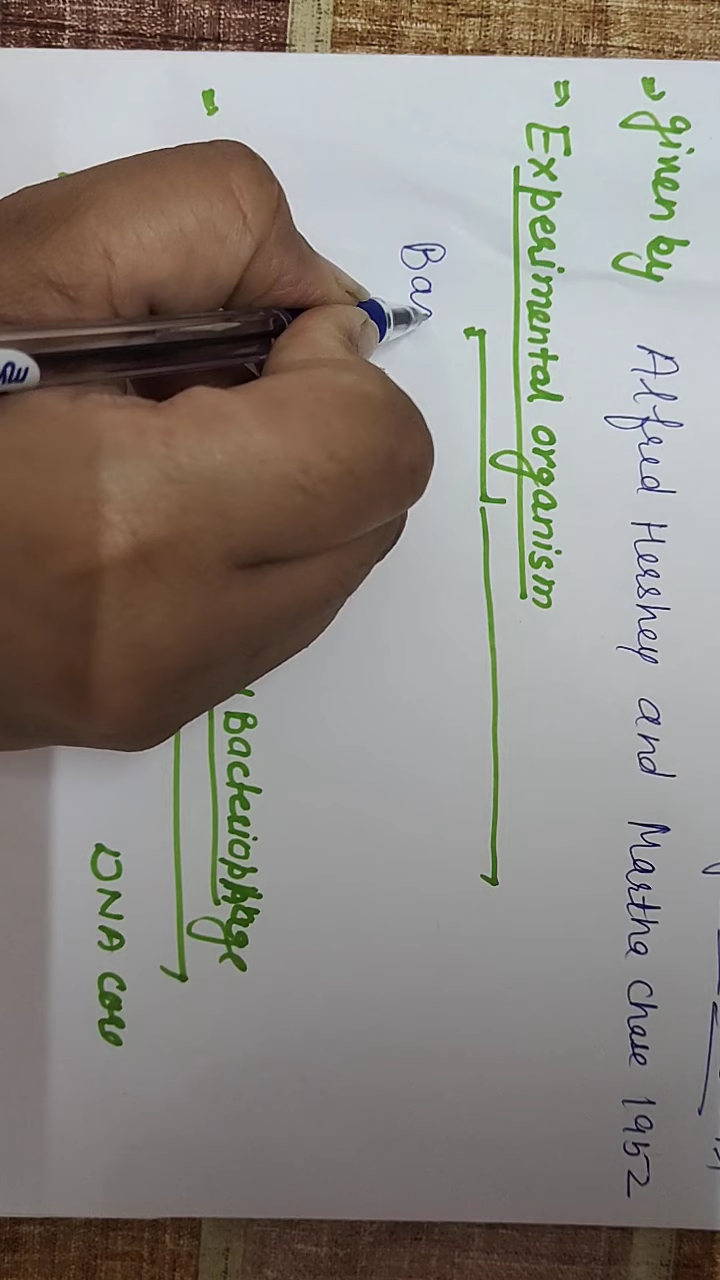 ⇒ given by Alfred Hershey and Martha Chase 1952
⇒ Experimental organism
Ba
Bacteriophage
DNA core